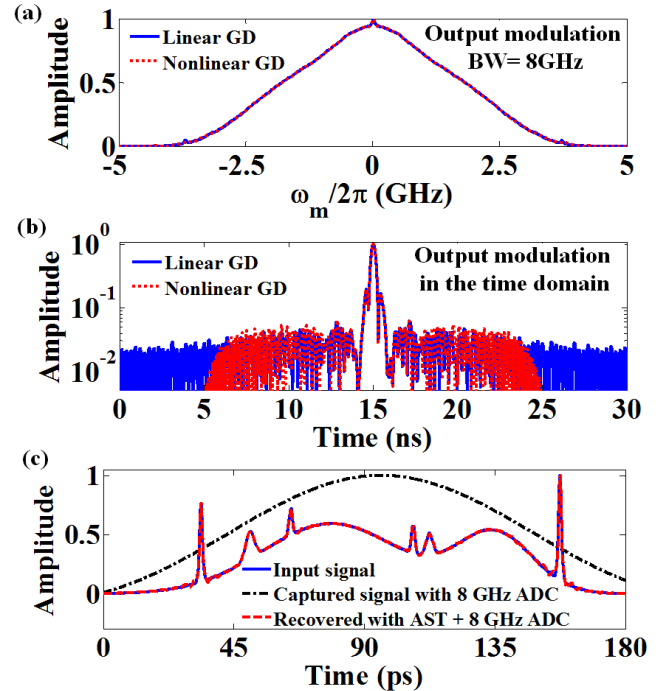 (a)
Linear GD
Nonlinear GD
Output modulation
BW= 8GHz
Amplitude
1
0.5
0
-5
-2.5
0
2.5
5
ω_m/2π (GHz)
(b)
Linear GD
Nonlinear GD
Output modulation
in the time domain
Amplitude
10^0
10^-1
10^-2
0
5
10
15
20
25
30
Time (ns)
(c)
Amplitude
1
0.5
0
Input signal
Captured signal with 8 GHz ADC
Recovered with AST + 8 GHz ADC
0
45
90
135
180
Time (ps)